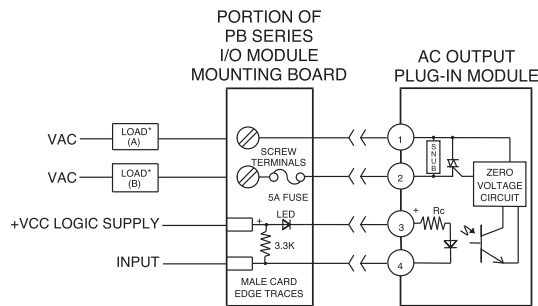 PORTION OF
PB SERIES
I/O MODULE
MOUNTING BOARD
AC OUTPUT
PLUG-IN MODULE
VAC
LOAD*
(A)
1
SCREW
TERMINALS
SNUB
VAC
LOAD*
(B)
2
5A FUSE
ZERO
VOLTAGE
CIRCUIT
+VCC LOGIC SUPPLY
+
LED
3
+
Rc
3.3K
INPUT
4
MALE CARD
EDGE TRACES